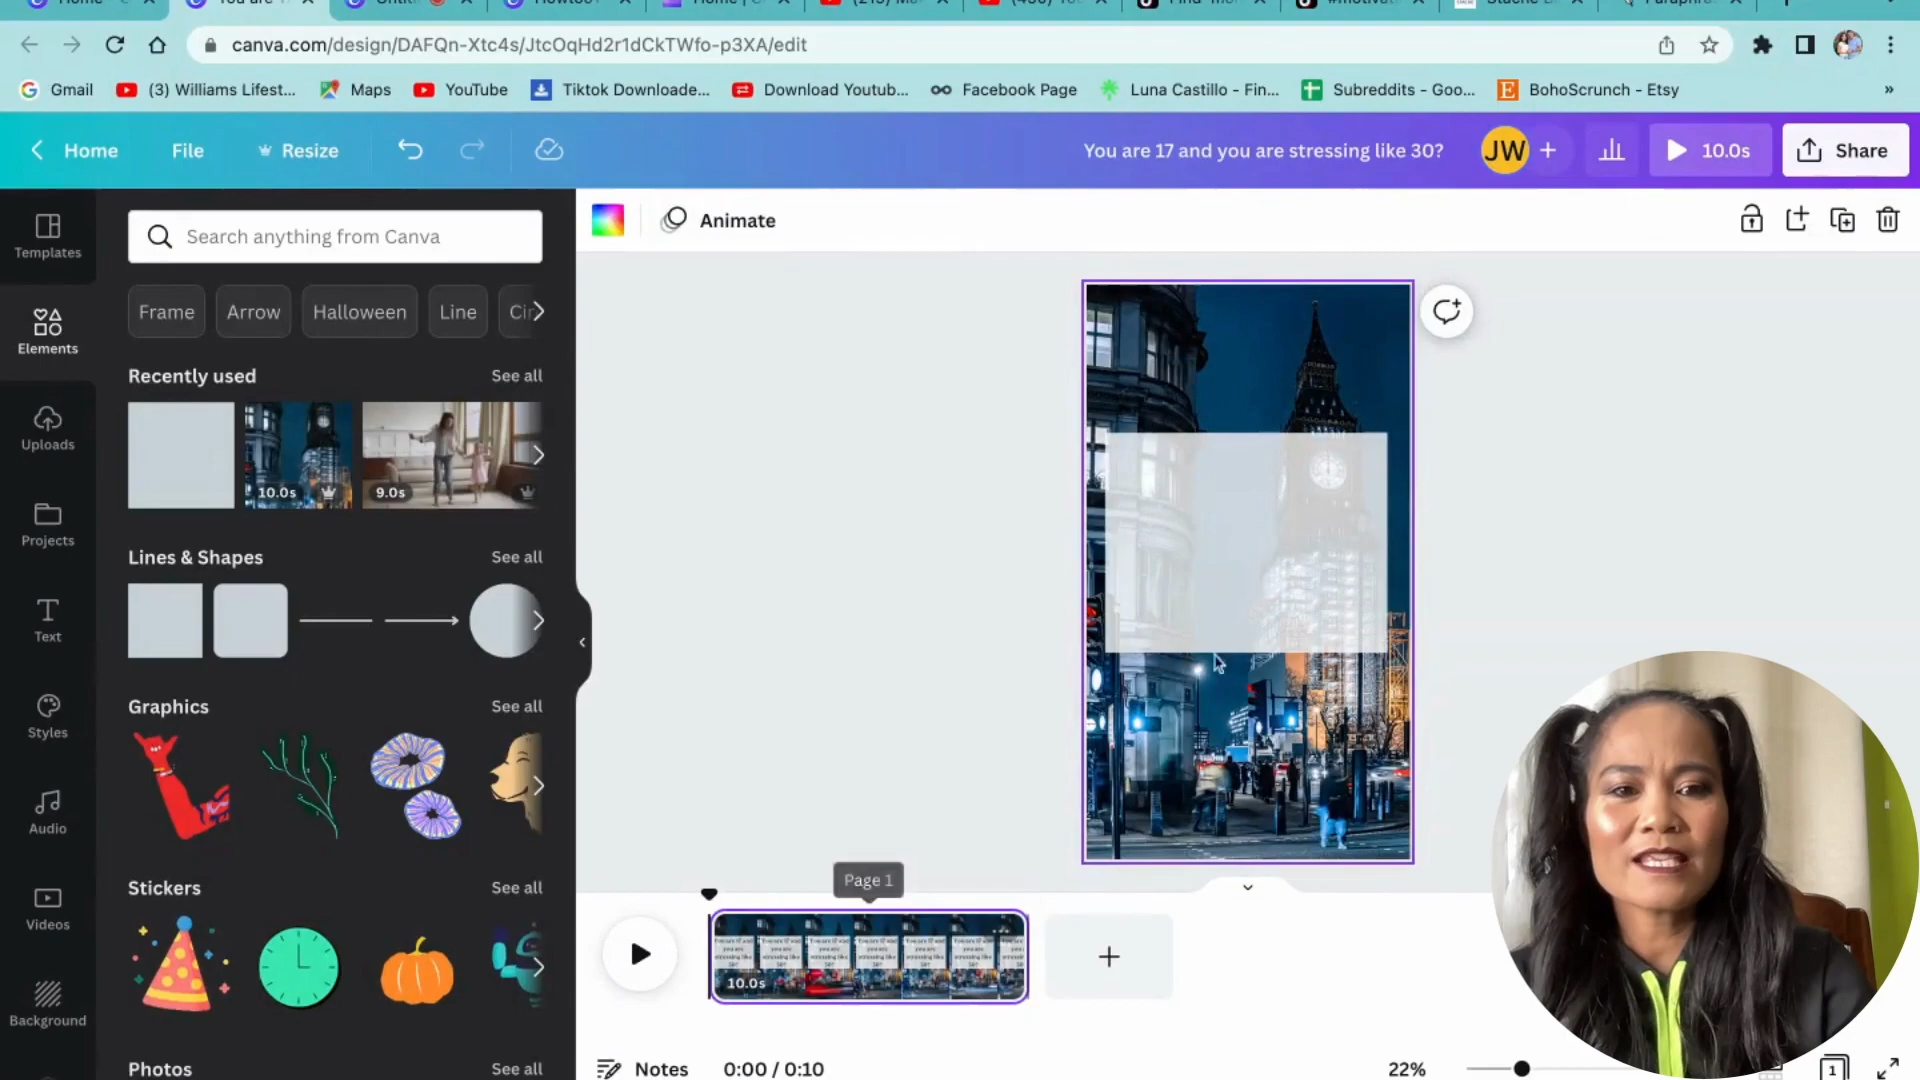 canva.com/design/DAFQn-Xtc4s/JtcOqHd2r1dCkTWfo-p3XA/edit
Gmail (3) Williams Lifest... Maps YouTube Tiktok Downloade... Download Youtub... Facebook Page Luna Castillo - Fin... Subreddits - Goo... BohoScrunch - Etsy »
Home File Resize You are 17 and you are stressing like 30? JW + 10.0s Share
Templates
Elements
Uploads
Projects
Text
Styles
Audio
Videos
Background
Search anything from Canva
Frame Arrow Halloween Line
Recently used See all
10.0s 9.0s
Lines & Shapes See all
Graphics See all
Stickers See all
Photos See all
Animate
Page 1
10.0s
Notes 0:00 / 0:10 22% 1